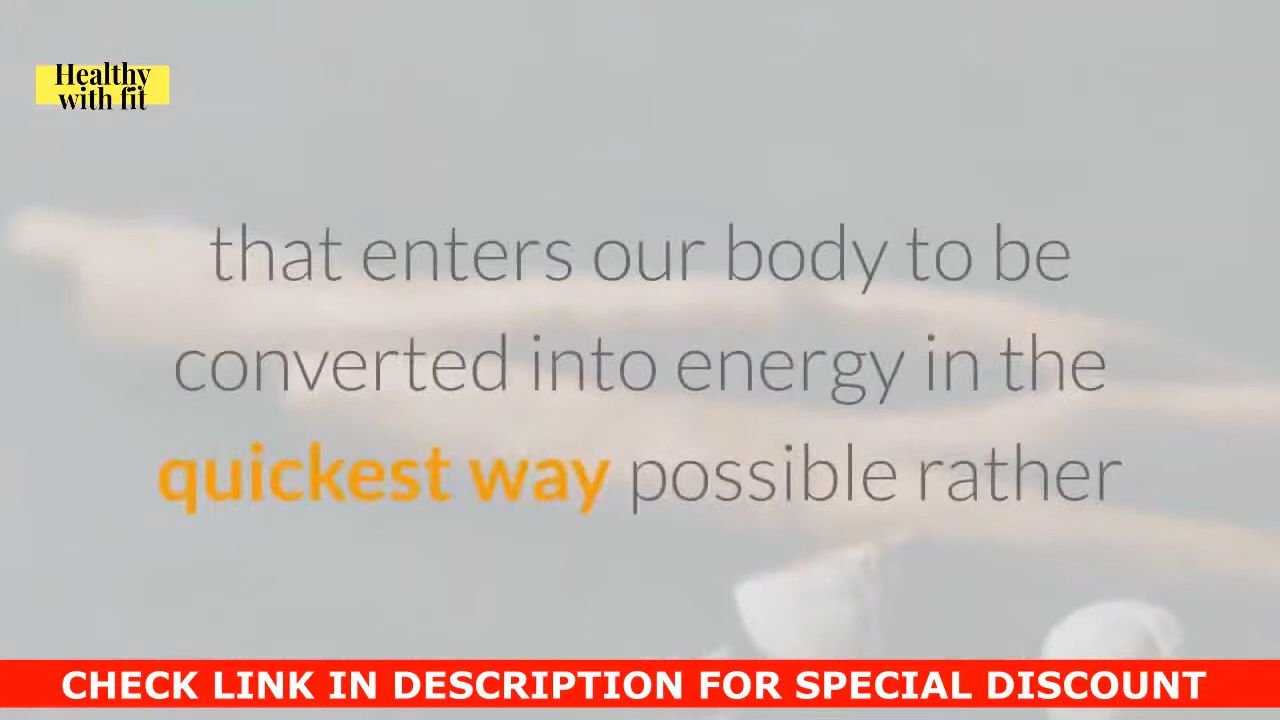 Healthy
with fit
that enters our body to be
converted into energy in the
quickest way possible rather
CHECK LINK IN DESCRIPTION FOR SPECIAL DISCOUNT